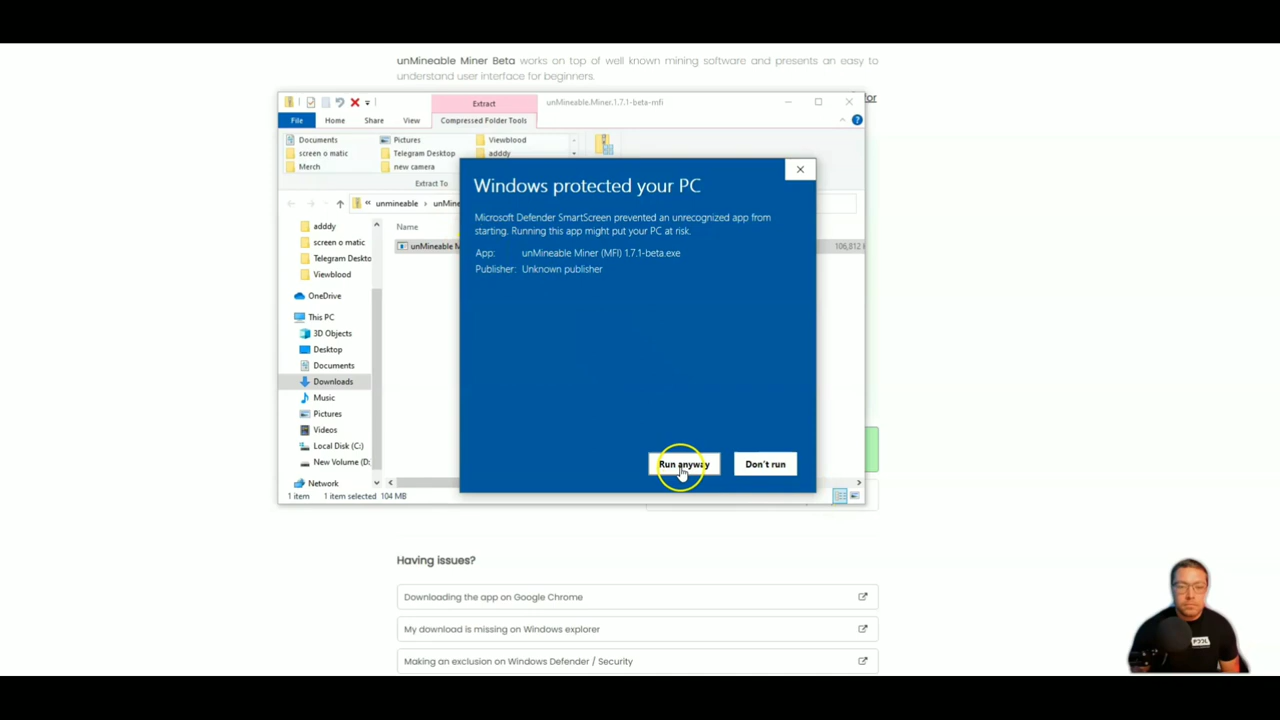 unMineable Miner Beta works on top of well known mining software and presents an easy to
understand user interface for beginners.
for
Extract
unMineable.Miner.1.7.1-beta-mfi
File
Home
Share
View
Compressed Folder Tools
Documents
Pictures
Viewblood
screen o matic
Telegram Desktop
adddy
Merch
new camera
Extract To
« unmineable › unMin
Name
adddy
screen o matic
Telegram Deskto
Viewblood
OneDrive
This PC
3D Objects
Desktop
Documents
Downloads
Music
Pictures
Videos
Local Disk (C:)
New Volume (D:
Network
unMineable M
106,812 k
1 item
1 item selected 104 MB
Windows protected your PC
Microsoft Defender SmartScreen prevented an unrecognized app from
starting. Running this app might put your PC at risk.
App: unMineable Miner (MFI) 1.7.1-beta.exe
Publisher: Unknown publisher
Run anyway
Don't run
Having issues?
Downloading the app on Google Chrome
My download is missing on Windows explorer
Making an exclusion on Windows Defender / Security